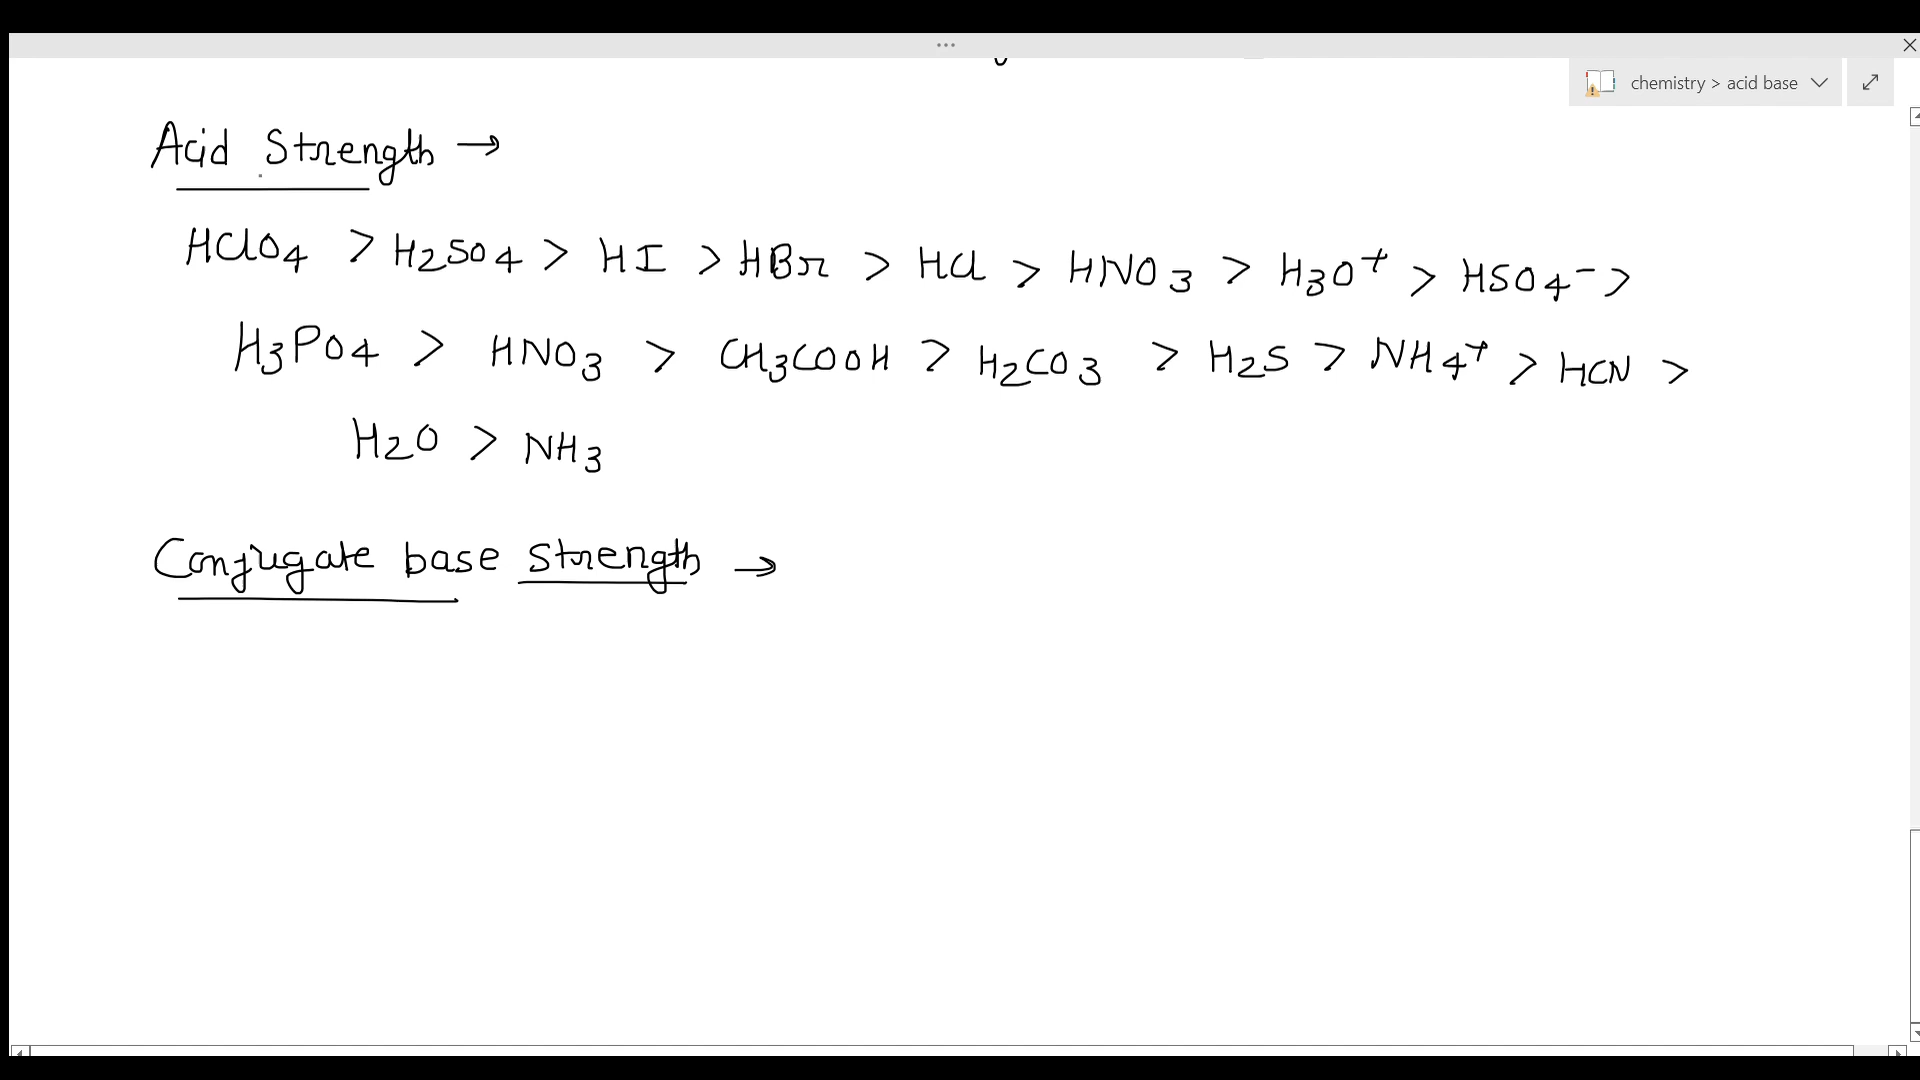 chemistry > acid base
Acid Strength →
HClO4 > H2SO4 > HI > HBr > HCl > HNO3 > H3O+ > HSO4- >
H3PO4 > HNO3 > CH3COOH > H2CO3 > H2S > NH4+ > HCN >
H2O > NH3
Conjugate base strength →